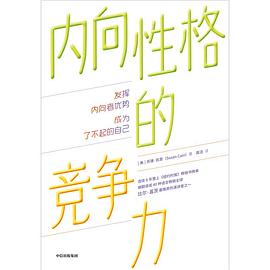 内向性格
的
竞争
力
发挥
内向者优势
成为
了不起的自己
[美] 苏珊·凯恩 (Susan Cain) 著 高洁 译
中信出版集团